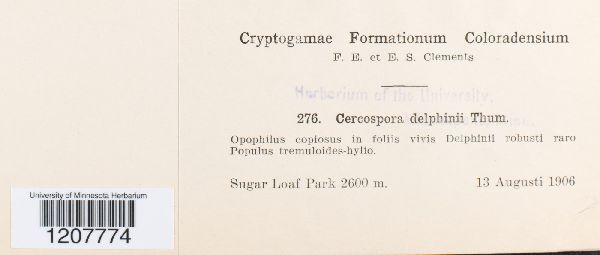 Cryptogamae Formationum Coloradensium
F. E. et E. S. Clements
Herbarium of the University,
276. Cercospora delphinii Thum.
Opophilus copiosus in foliis vivis Delphinii robusti raro
Populus tremuloides-hylio.
Sugar Loaf Park 2600 m.
13 Augusti 1906
University of Minnesota Herbarium
1207774